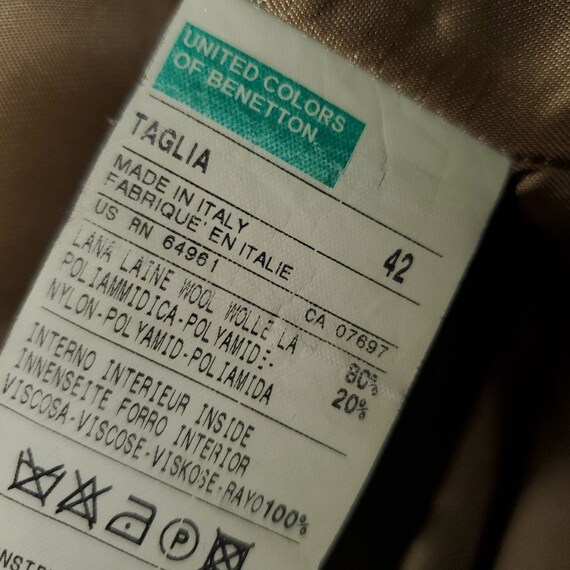 UNITED COLORS
OF BENETTON
TAGLIA 42
MADE IN ITALY
FABRIQUE' EN ITALIE
US RN 64961 CA 07697
LANA LAINE WOOL WOLLE LA 80%
POLIAMMIDICA-POLYAMID:-
NYLON-POLYAMID-POLIAMIDA 20%
INTERNO INTERIEUR INSIDE
INNENSEITE FORRO INTERIOR
VISCOSA-VISCOSE-VISKOSE-RAYO100%
P